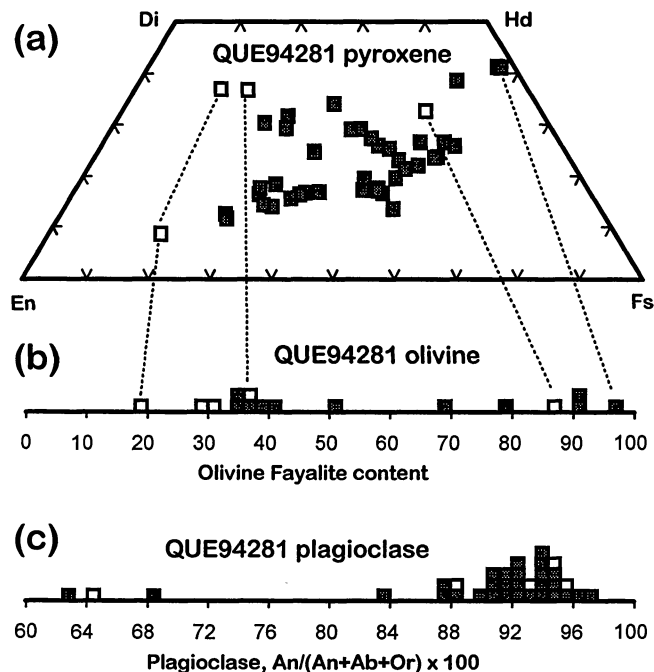 (a)
Di
Hd
QUE94281 pyroxene
En
Fs
(b)
QUE94281 olivine
0 10 20 30 40 50 60 70 80 90 100
Olivine Fayalite content
(c)
QUE94281 plagioclase
60 64 68 72 76 80 84 88 92 96 100
Plagioclase, An/(An+Ab+Or) x 100